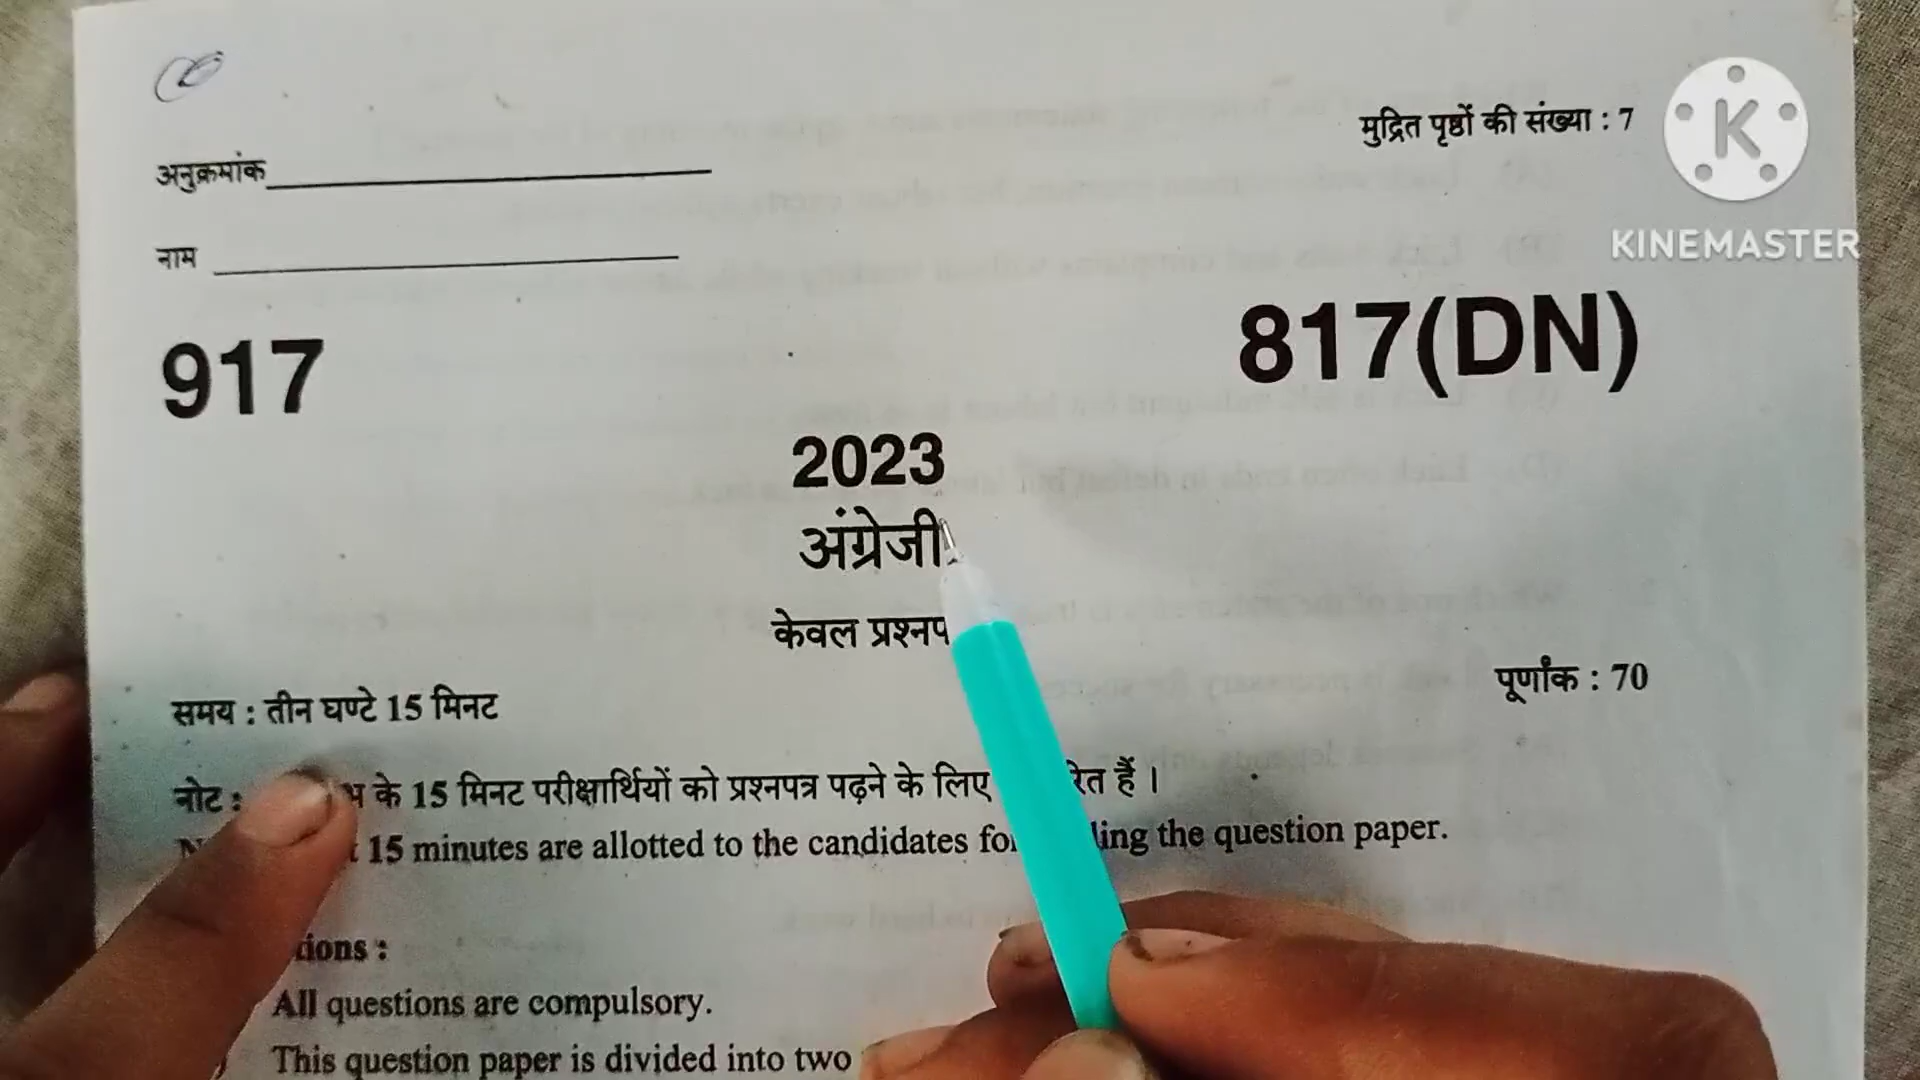 मुद्रित पृष्ठों की संख्या : 7
K
KINEMASTER
अनुक्रमांक
नाम
917
817(DN)
2023
अंग्रेजी
केवल
समय : तीन घण्टे 15 मिनट
पूर्णांक : 70
नोट : के 15 मिनट परीक्षार्थियों को प्रश्नपत्र पढ़ने के लिए हैं ।
15 minutes are allotted to the candidates the question paper.
All questions are compulsory.
This question paper is divided into two